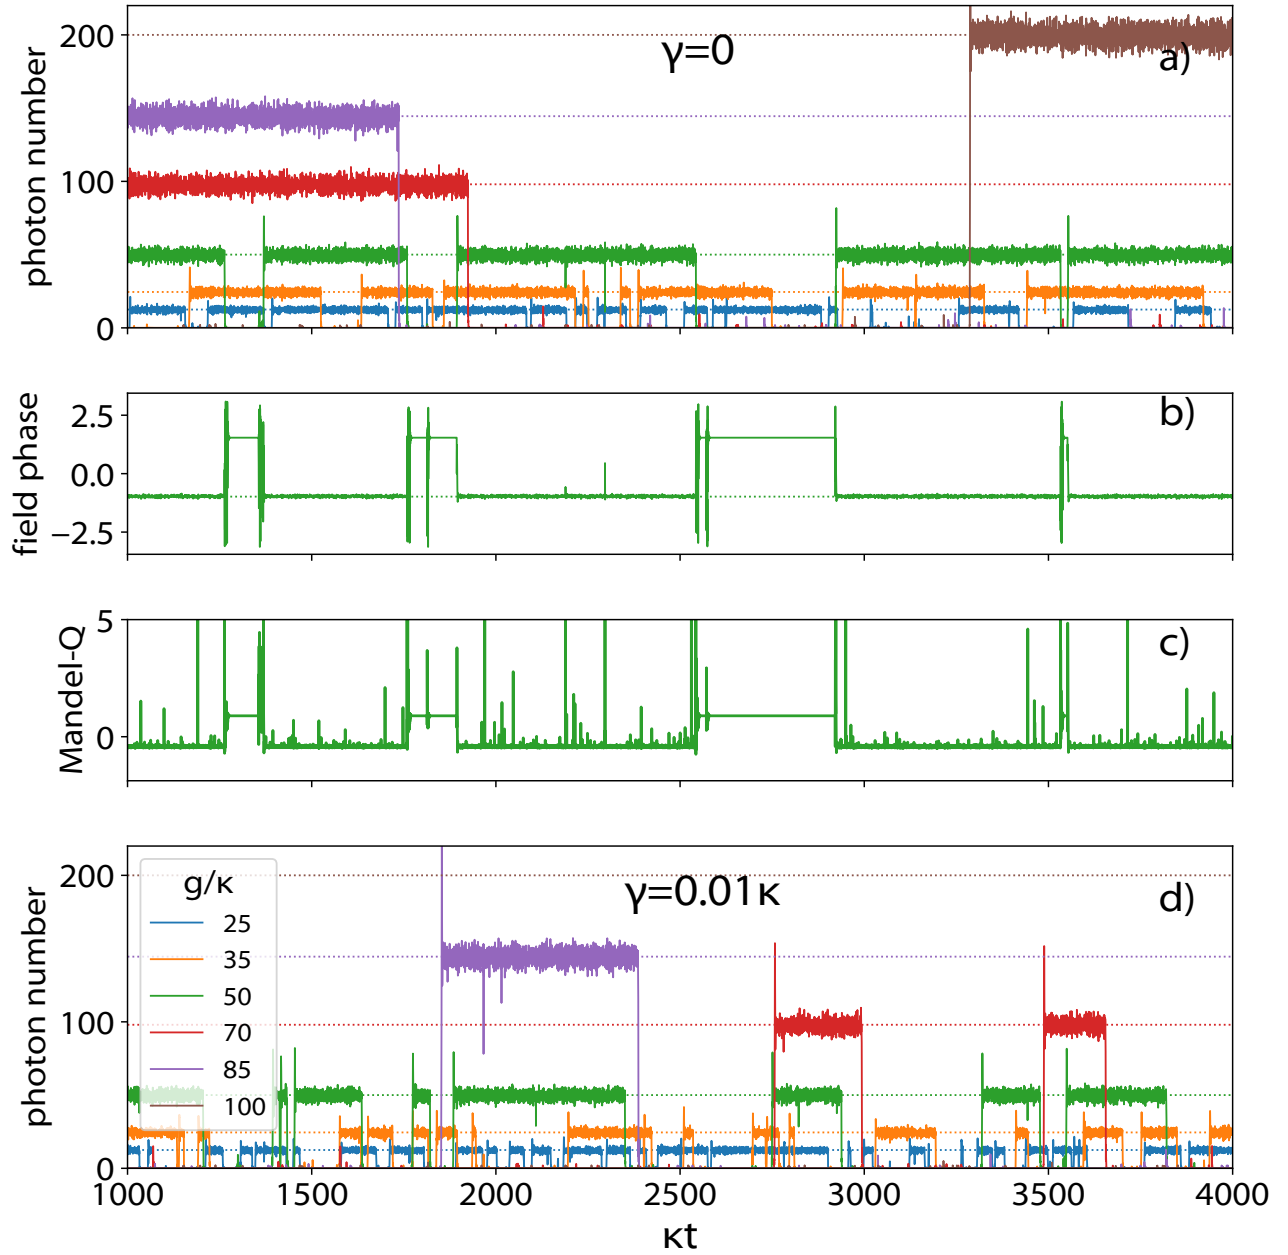 200
100
0
photon number
γ=0
a)
2.5
0.0
−2.5
field phase
b)
5
0
Mandel-Q
c)
200
100
0
photon number
γ=0.01κ
d)
g/κ
25
35
50
70
85
100
1000 1500 2000 2500 3000 3500 4000
κt